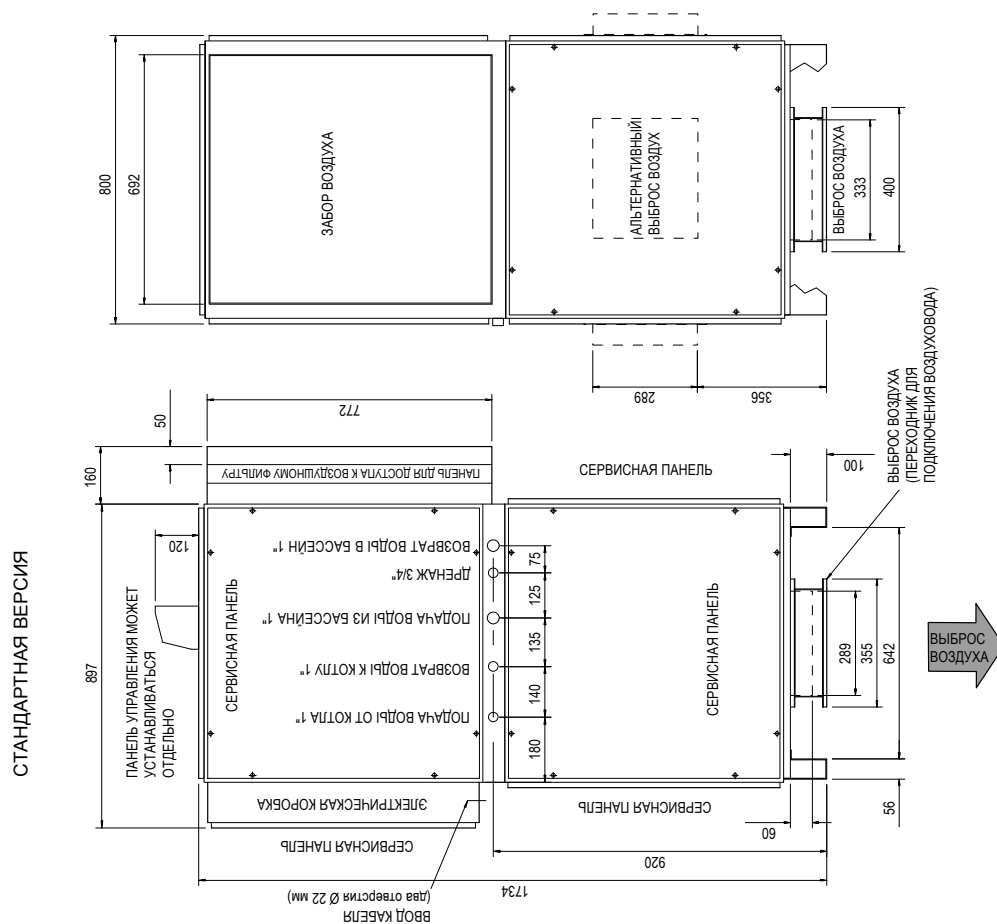 СТАНДАРТНАЯ ВЕРСИЯ
800
692
ЗАБОР ВОЗДУХА
АЛЬТЕРНАТИВНЫЙ
ВЫБРОС ВОЗДУХ
ВЫБРОС ВОЗДУХА
333
400
289
356
897
160
50
772
120
ПАНЕЛЬ УПРАВЛЕНИЯ МОЖЕТ
УСТАНАВЛИВАТЬСЯ
ОТДЕЛЬНО
ПАНЕЛЬ ДЛЯ ДОСТУПА К ВОЗДУШНОМУ ФИЛЬТРУ
СЕРВИСНАЯ ПАНЕЛЬ
ВОЗВРАТ ВОДЫ В БАССЕЙН 1"
ДРЕНАЖ 3/4"
ПОДАЧА ВОДЫ ИЗ БАССЕЙНА 1"
ВОЗВРАТ ВОДЫ К КОТЛУ 1"
ПОДАЧА ВОДЫ ОТ КОТЛА 1"
75
125
135
140
180
ЭЛЕКТРИЧЕСКАЯ КОРОБКА
СЕРВИСНАЯ ПАНЕЛЬ
ВВОД КАБЕЛЯ
(два отверстия Ø 22 мм)
СЕРВИСНАЯ ПАНЕЛЬ
СЕРВИСНАЯ ПАНЕЛЬ
СЕРВИСНАЯ ПАНЕЛЬ
100
ВЫБРОС ВОЗДУХА
(ПЕРЕХОДНИК ДЛЯ
ПОДКЛЮЧЕНИЯ ВОЗДУХОВОДА)
289
355
642
60
56
920
1734
ВЫБРОС
ВОЗДУХА